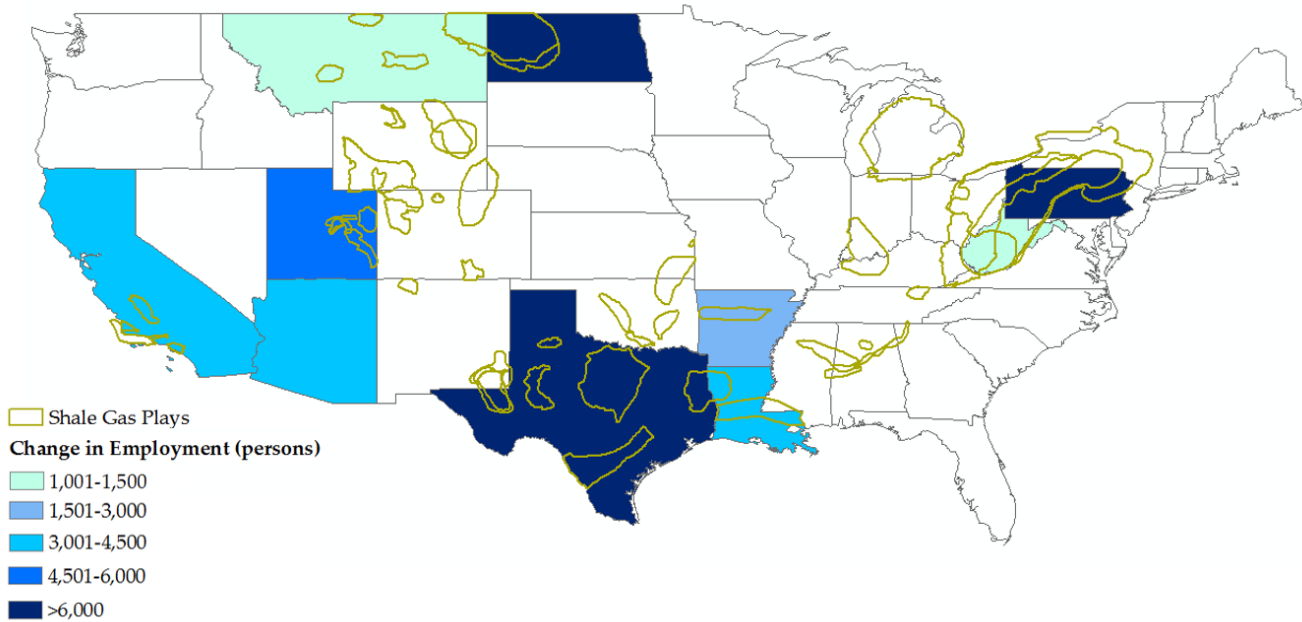 Shale Gas Plays
Change in Employment (persons)
1,001-1,500
1,501-3,000
3,001-4,500
4,501-6,000
>6,000